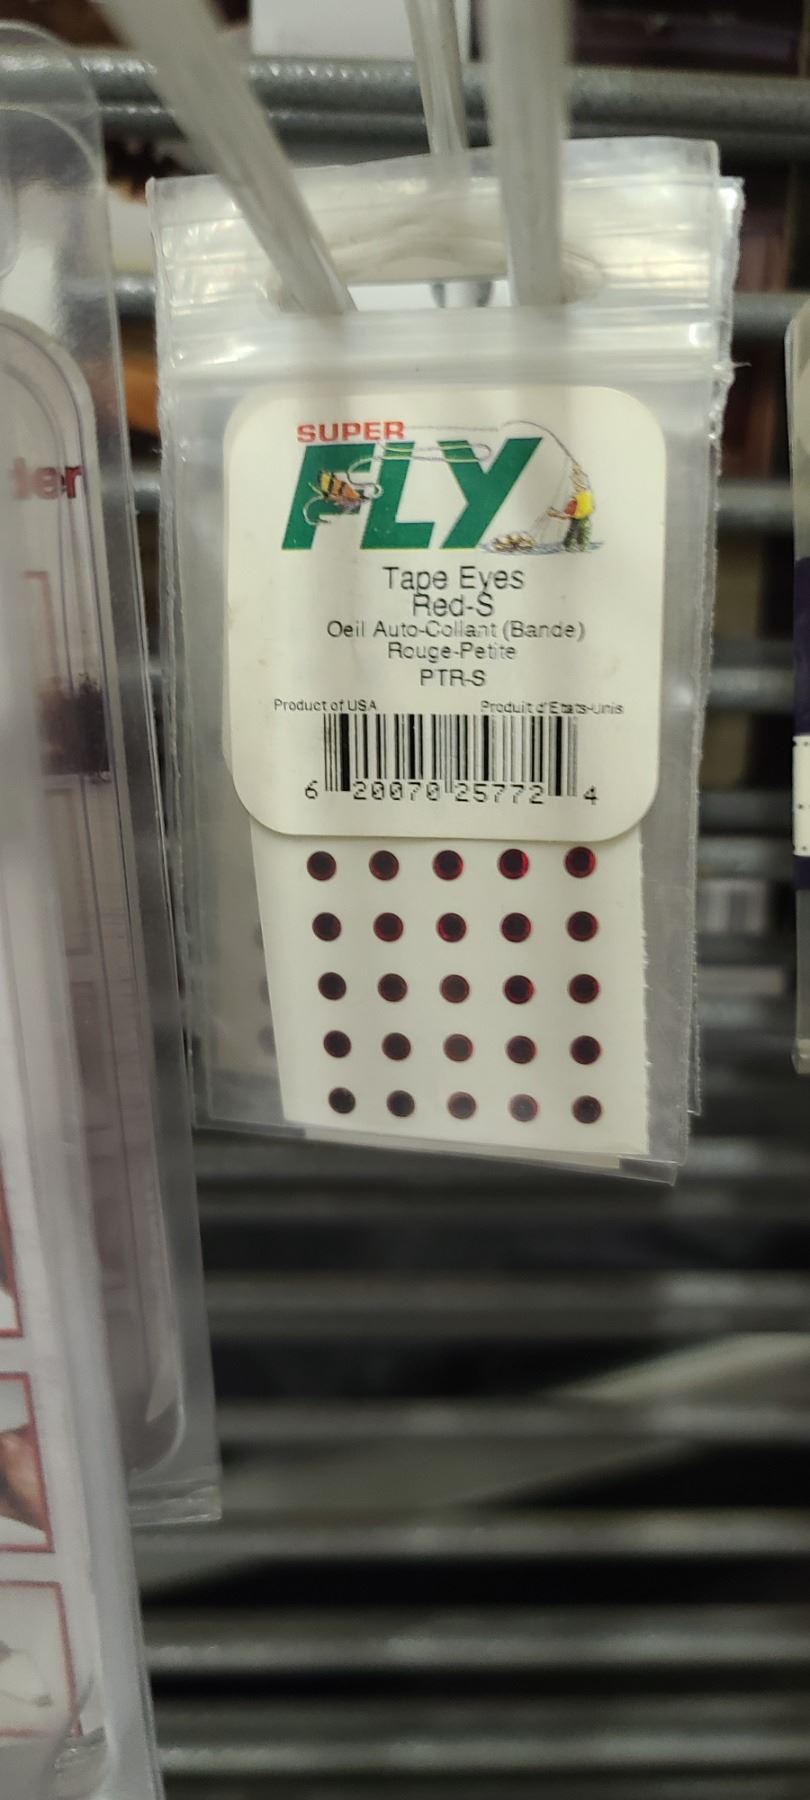 SUPER
FLY
Tape Eyes
Red-S
Oeil Auto-Collant (Bande)
Rouge-Petite
PTR-S
Product of USA Produit d'Etats-Unis
6 20070 25772 4